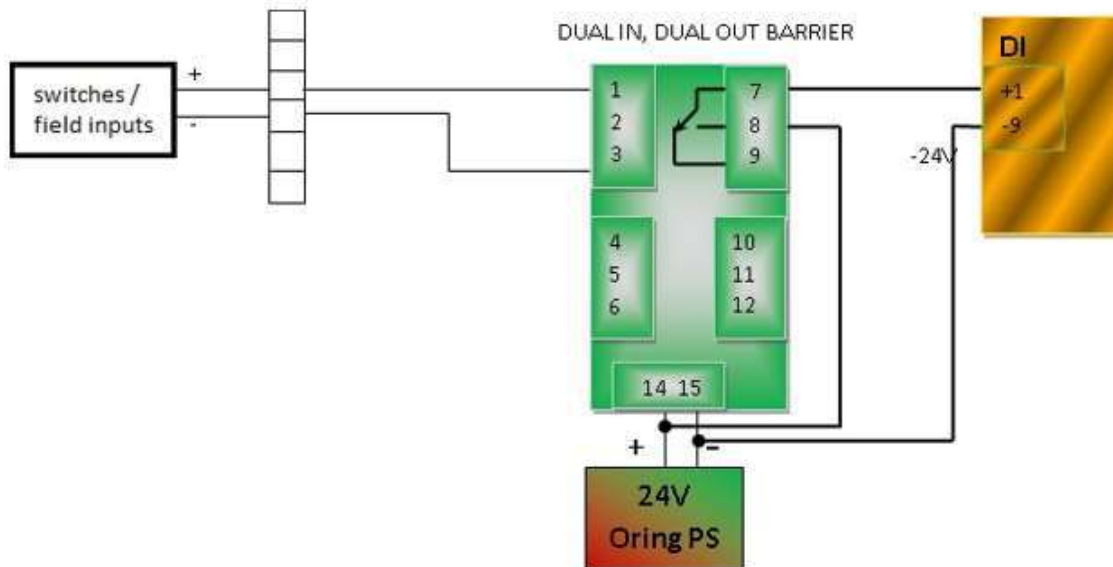 DUAL IN, DUAL OUT BARRIER
DI
switches /
field inputs
+
-
1
2
3
7
8
9
+1
-9
-24V
4
5
6
10
11
12
14 15
+
-
24V
Oring PS